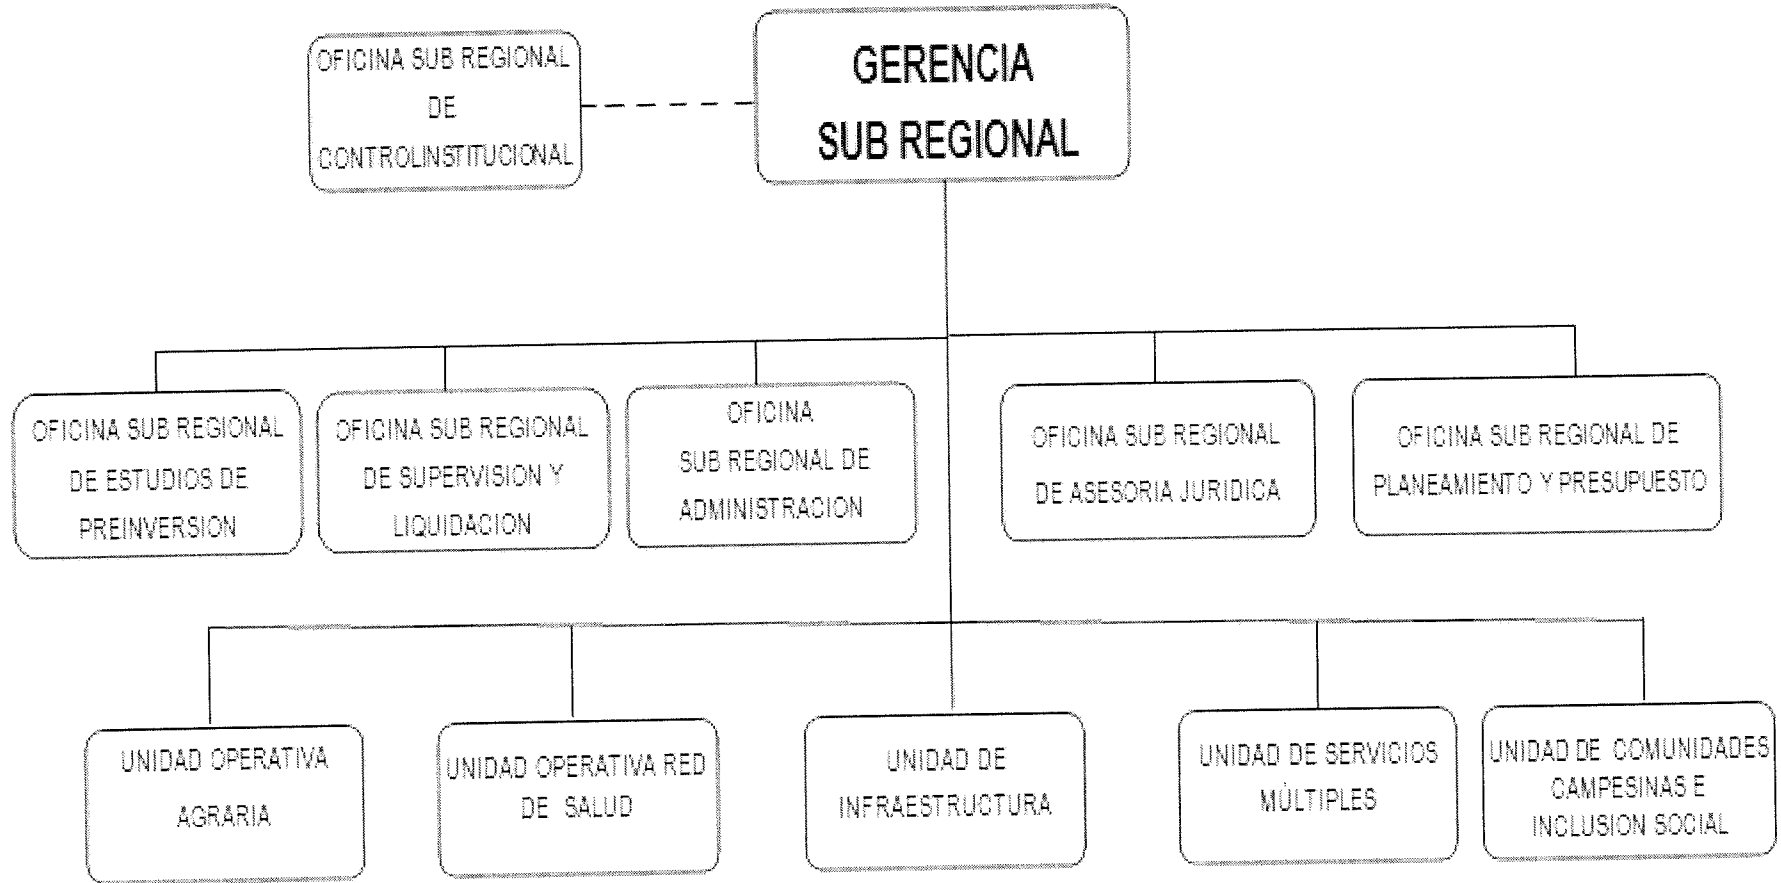 OFICINA SUB REGIONAL
DE
CONTROLINSTITUCIONAL
GERENCIA
SUB REGIONAL
OFICINA SUB REGIONAL
DE ESTUDIOS DE
PREINVERSION
OFICINA SUB REGIONAL
DE SUPERVISION Y
LIQUIDACION
OFICINA
SUB REGIONAL DE
ADMINISTRACION
OFICINA SUB REGIONAL
DE ASESORIA JURIDICA
OFICINA SUB REGIONAL DE
PLANEAMIENTO Y PRESUPUESTO
UNIDAD OPERATIVA
AGRARIA
UNIDAD OPERATIVA RED
DE SALUD
UNIDAD DE
INFRAESTRUCTURA
UNIDAD DE SERVICIOS
MÚLTIPLES
UNIDAD DE COMUNIDADES
CAMPESINAS E
INCLUSION SOCIAL